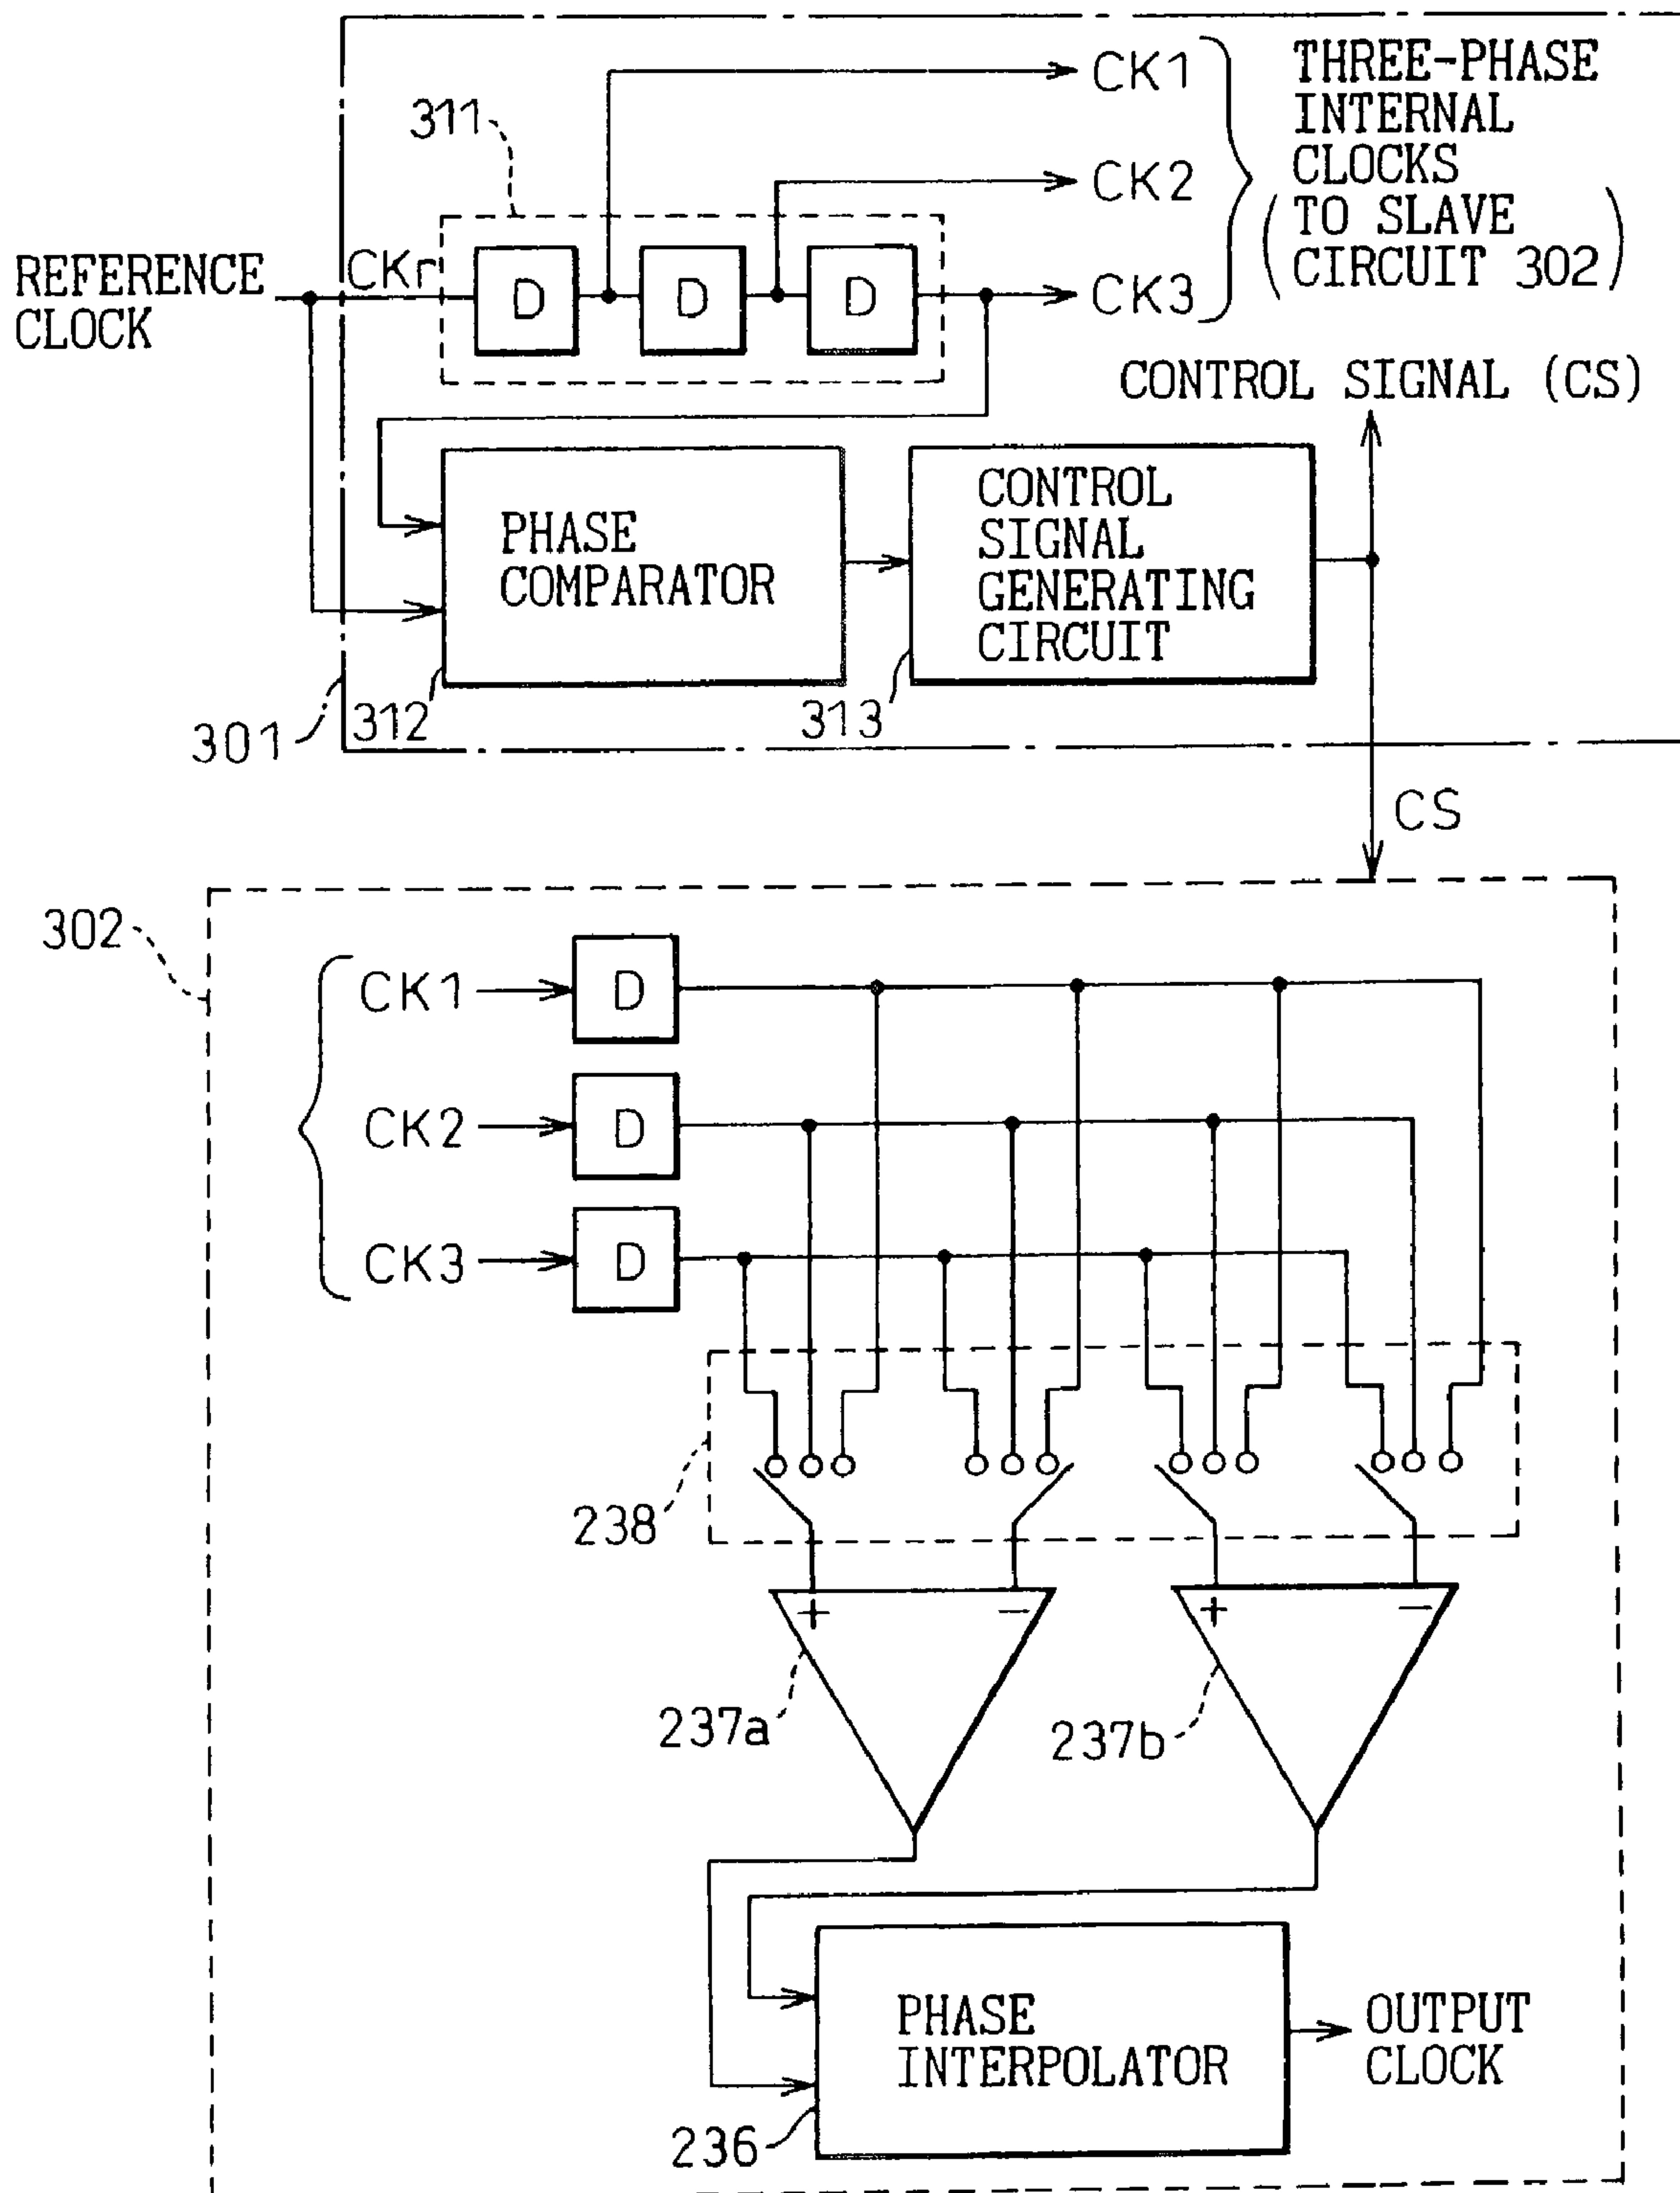 CK1
THREE-PHASE
INTERNAL
CLOCKS
(TO SLAVE
CIRCUIT 302)
311
CK2
REFERENCE
CLOCK
CKr
D
D
D
CK3
CONTROL SIGNAL (CS)
PHASE
COMPARATOR
CONTROL
SIGNAL
GENERATING
CIRCUIT
301
312
313
CS
302
CK1
D
CK2
D
CK3
D
238
+
−
+
−
237a
237b
PHASE
INTERPOLATOR
OUTPUT
CLOCK
236